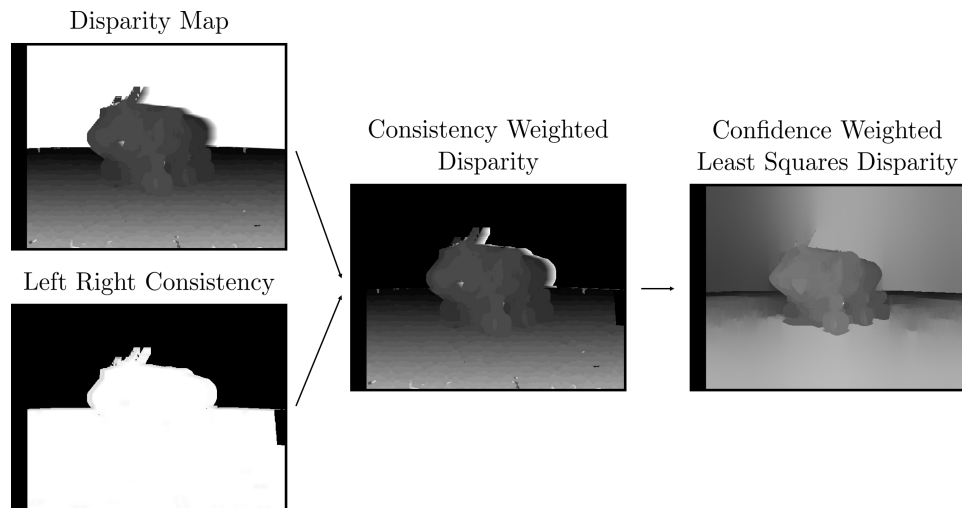 Disparity Map
Left Right Consistency
Consistency Weighted
Disparity
Confidence Weighted
Least Squares Disparity